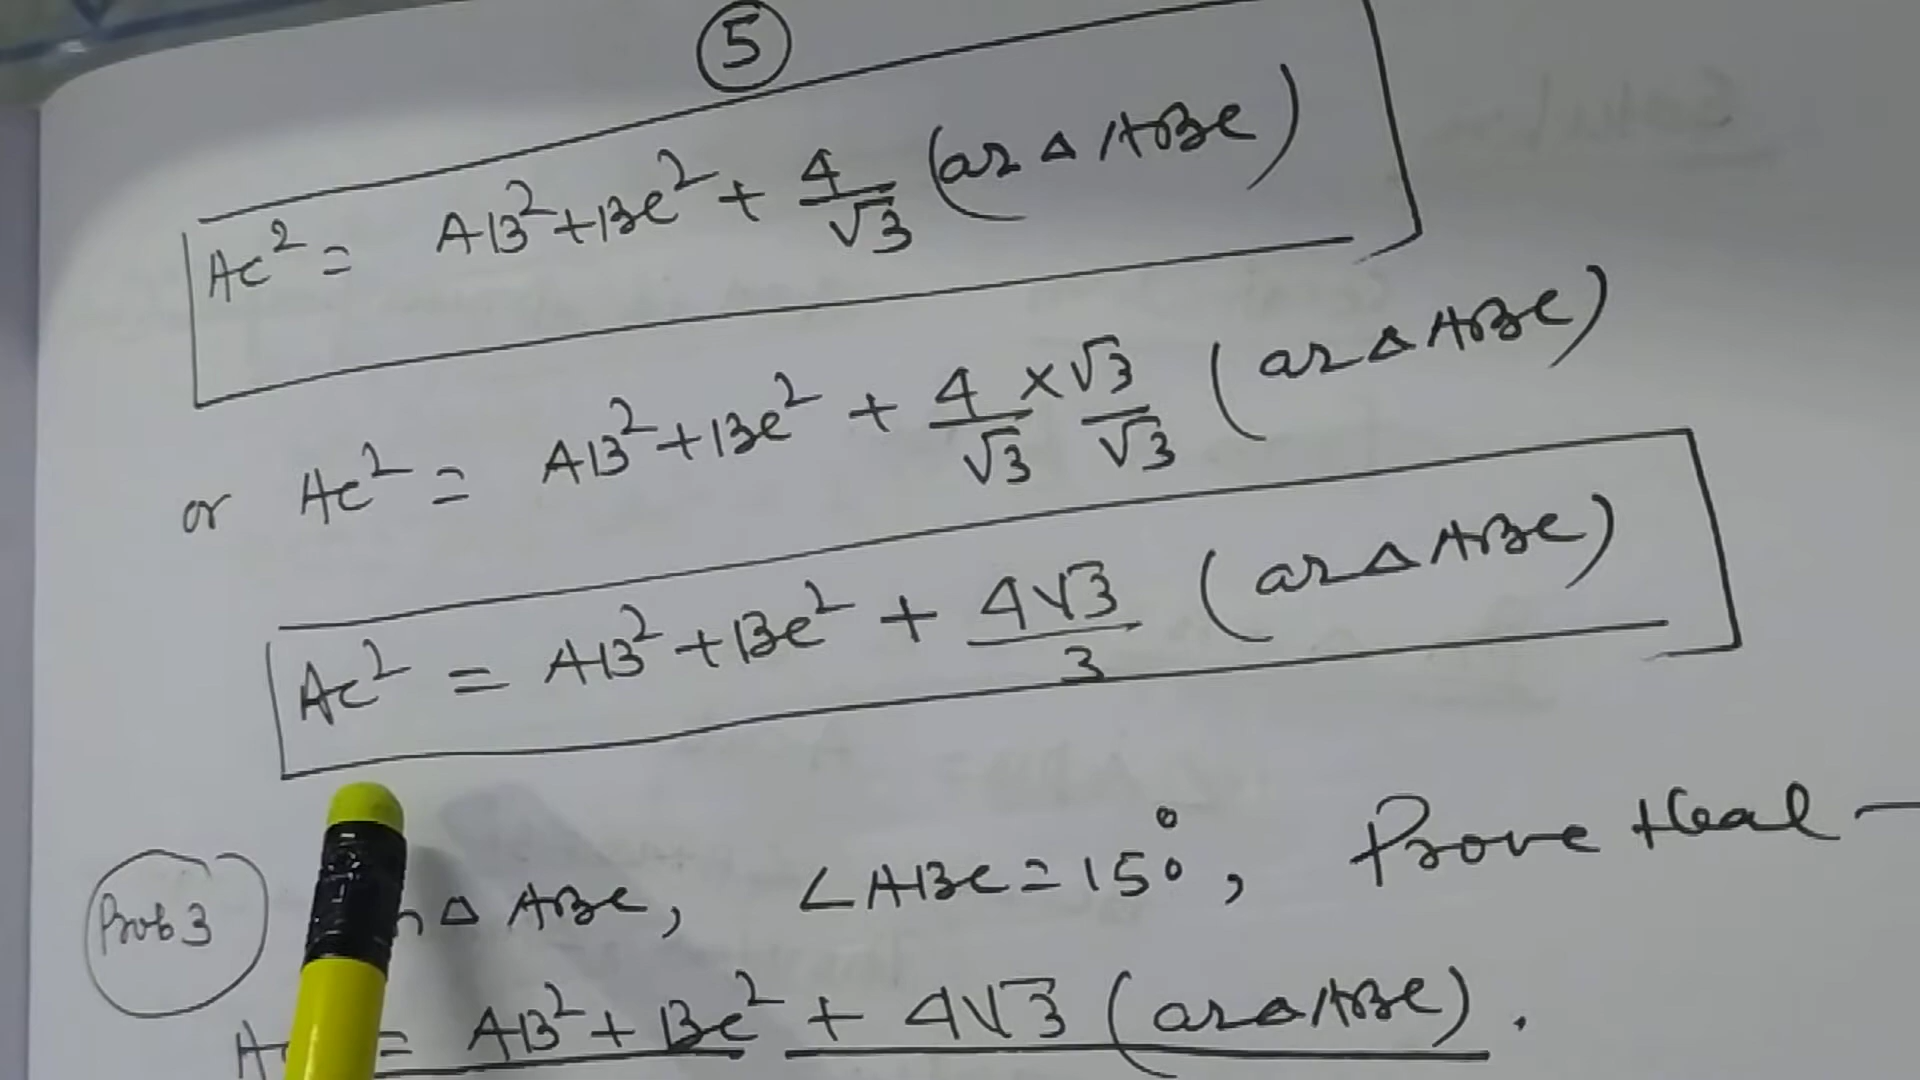 5
AC² = AB² + BC² + 4/√3 (ar △ ABC)
or AC² = AB² + BC² + 4/√3 × √3/√3 (ar △ ABC)
AC² = AB² + BC² + 4√3/3 (ar △ ABC)
Prob 3 △ ABC, ∠ABC = 150°, Prove that —
= AB² + BC² + 4√3 (ar △ ABC).